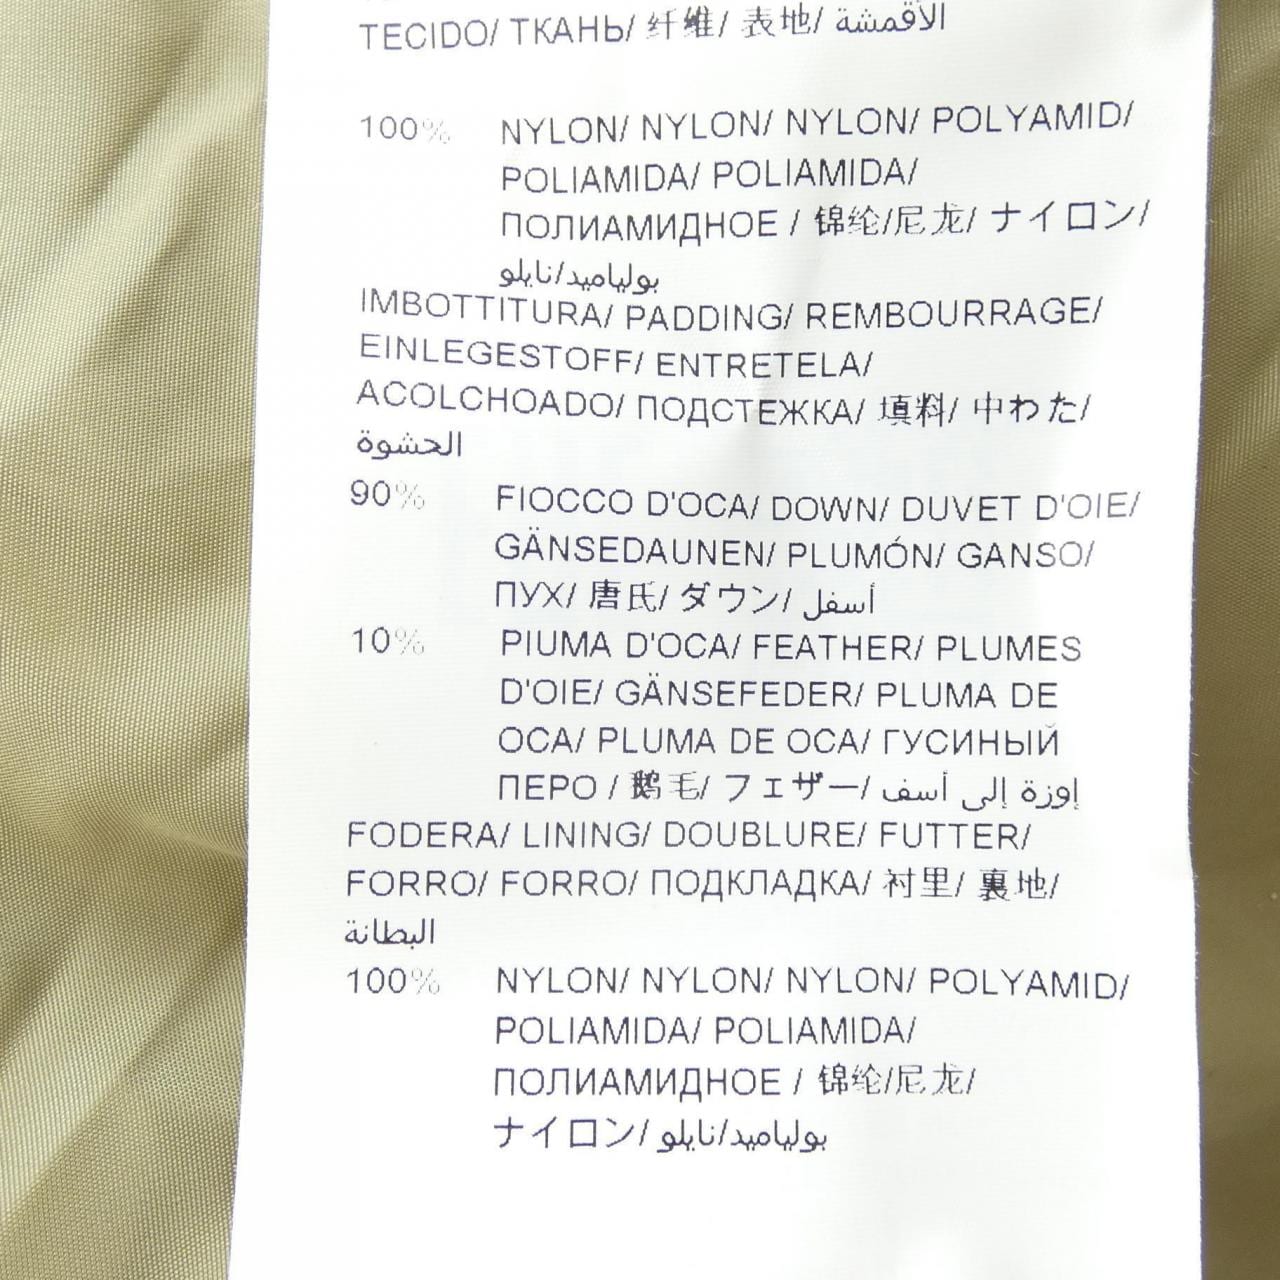 TECIDO/ ТКАНЬ/ 纤维/ 表地/ الأقمشة
100% NYLON/ NYLON/ NYLON/ POLYAMID/
POLIAMIDA/ POLIAMIDA/
ПОЛИАМИДНОЕ / 锦纶/尼龙/ ナイロン/
بولياميد/نايلو
IMBOTTITURA/ PADDING/ REMBOURRAGE/
EINLEGESTOFF/ ENTRETELA/
ACOLCHOADO/ ПОДСТЕЖКА/ 填料/ 中わた/
الحشوة
90% FIOCCO D'OCA/ DOWN/ DUVET D'OIE/
GÄNSEDAUNEN/ PLUMÓN/ GANSO/
ПУХ/ 唐氏/ ダウン/ أسفل
10% PIUMA D'OCA/ FEATHER/ PLUMES
D'OIE/ GÄNSEFEDER/ PLUMA DE
OCA/ PLUMA DE OCA/ ГУСИНЫЙ
ПЕРО / 鹅毛/ フェザー/ إوزة إلى أسف
FODERA/ LINING/ DOUBLURE/ FUTTER/
FORRO/ FORRO/ ПОДКЛАДКА/ 衬里/ 裏地/
البطانة
100% NYLON/ NYLON/ NYLON/ POLYAMID/
POLIAMIDA/ POLIAMIDA/
ПОЛИАМИДНОЕ / 锦纶/尼龙/
ナイロン/ بولياميد/نايلو